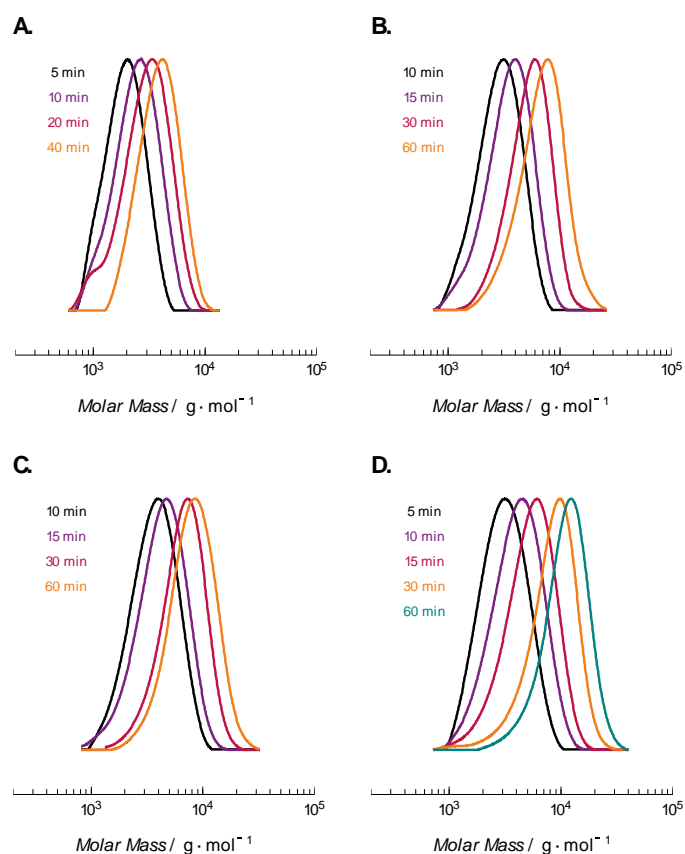 A.
5 min
10 min
20 min
40 min
10³ 10⁴ 10⁵
Molar Mass / g · mol⁻¹
B.
10 min
15 min
30 min
60 min
10³ 10⁴ 10⁵
Molar Mass / g · mol⁻¹
C.
10 min
15 min
30 min
60 min
10³ 10⁴ 10⁵
Molar Mass / g · mol⁻¹
D.
5 min
10 min
15 min
30 min
60 min
10³ 10⁴ 10⁵
Molar Mass / g · mol⁻¹